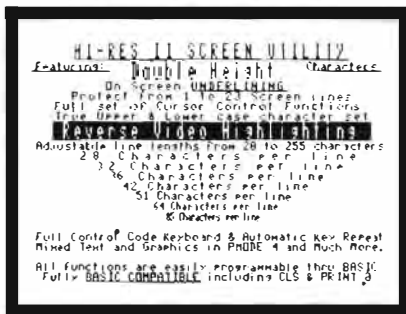 HI-RES II SCREEN UTILITY
Featuring: Double Height Characters
On Screen UNDERLINING
Protect from 1 to 23 Screen lines
Full set of Cursor Control Functions
True Upper & Lower case character set
Reverse Video Highlighting
Adjustable line lengths from 28 to 255 characters
28 Characters per line
32 Characters per line
36 Characters per line
42 Characters per line
51 Characters per line
64 Characters per line
85 Characters per line
Full Control Code Keyboard & Automatic Key Repeat
Mixed Text and Graphics in PMODE 4 and Much More.
All functions are easily programmable thru BASIC
Fully BASIC COMPATIBLE including CLS & PRINT @